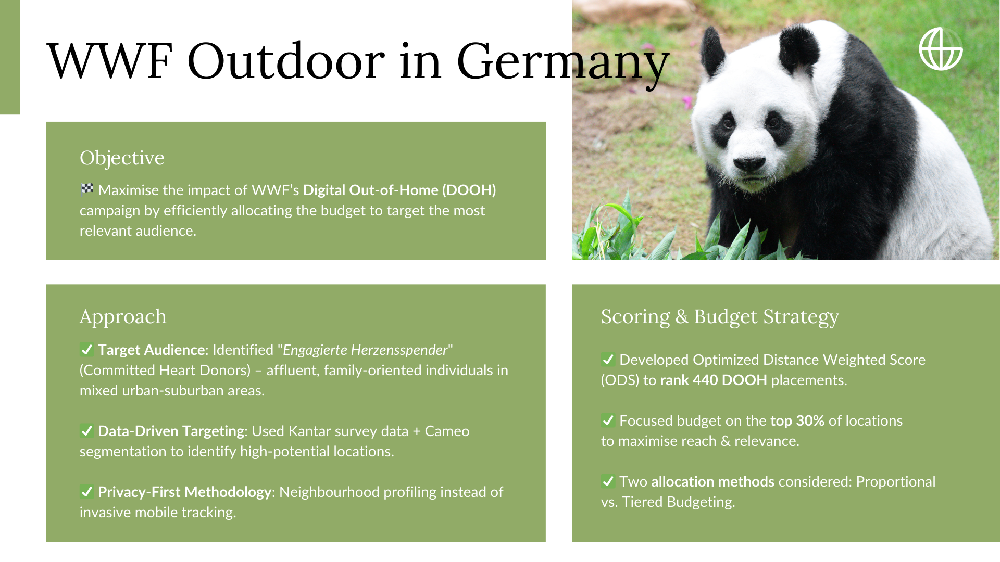 WWF Outdoor in Germany
Objective
🏁 Maximise the impact of WWF’s Digital Out-of-Home (DOOH)
campaign by efficiently allocating the budget to target the most
relevant audience.
Approach
✅ Target Audience: Identified "Engagierte Herzensspender"
(Committed Heart Donors) – affluent, family-oriented individuals in
mixed urban-suburban areas.
✅ Data-Driven Targeting: Used Kantar survey data + Cameo
segmentation to identify high-potential locations.
✅ Privacy-First Methodology: Neighbourhood profiling instead of
invasive mobile tracking.
Scoring & Budget Strategy
✅ Developed Optimized Distance Weighted Score
(ODS) to rank 440 DOOH placements.
✅ Focused budget on the top 30% of locations
to maximise reach & relevance.
✅ Two allocation methods considered: Proportional
vs. Tiered Budgeting.